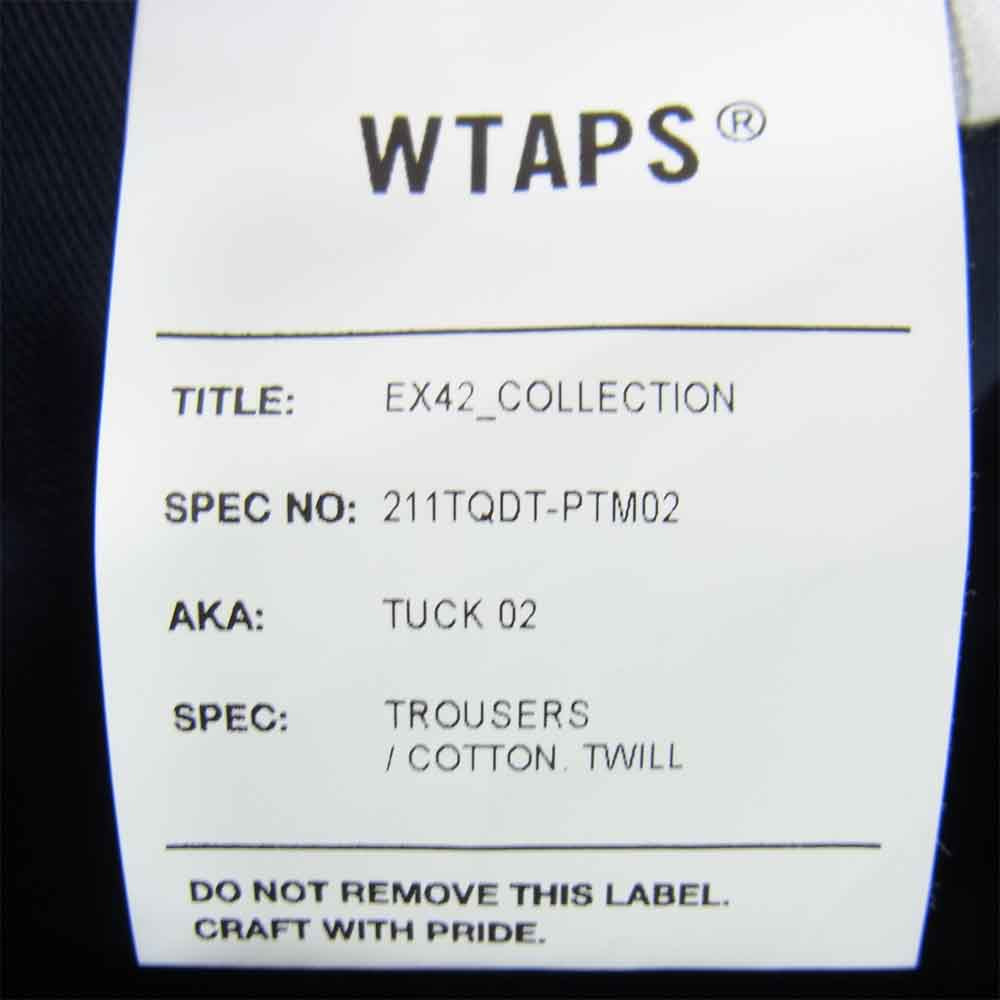 WTAPS®
TITLE: EX42_COLLECTION
SPEC NO: 211TQDT-PTM02
AKA: TUCK 02
SPEC: TROUSERS
/ COTTON. TWILL
DO NOT REMOVE THIS LABEL.
CRAFT WITH PRIDE.